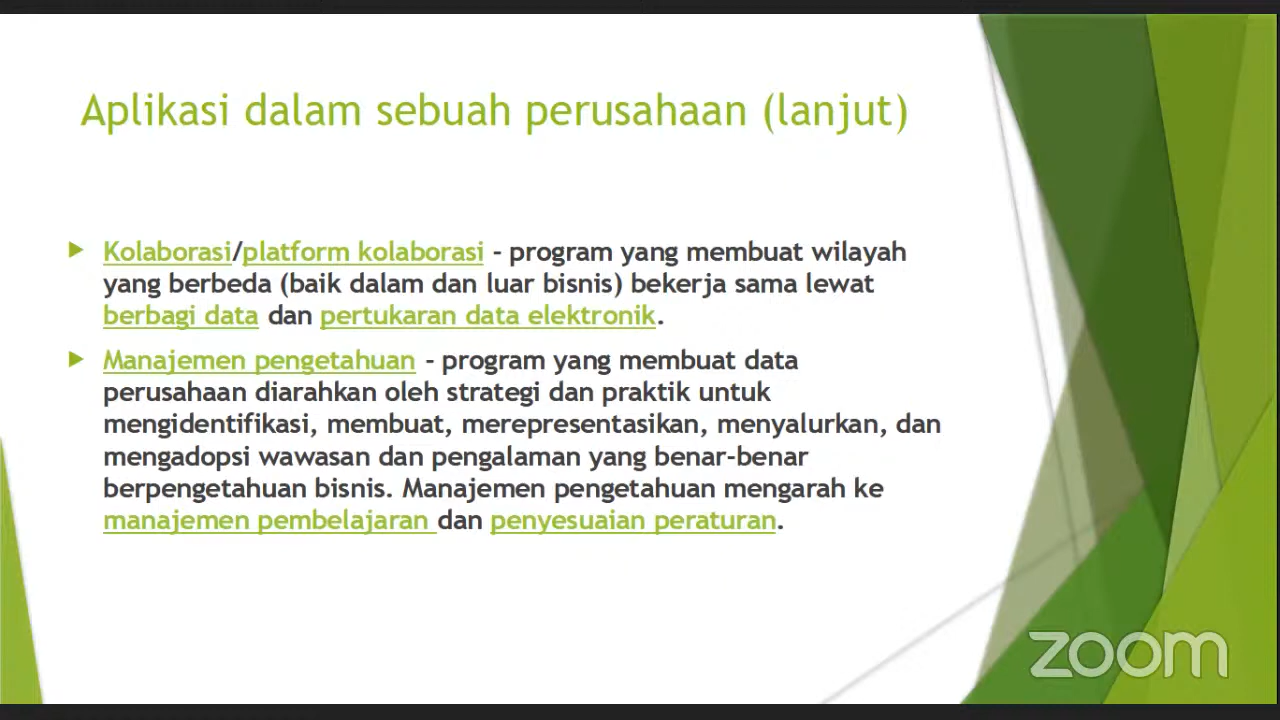 Aplikasi dalam sebuah perusahaan (lanjut)
Kolaborasi/platform kolaborasi - program yang membuat wilayah
yang berbeda (baik dalam dan luar bisnis) bekerja sama lewat
berbagi data dan pertukaran data elektronik.
Manajemen pengetahuan - program yang membuat data
perusahaan diarahkan oleh strategi dan praktik untuk
mengidentifikasi, membuat, merepresentasikan, menyalurkan, dan
mengadopsi wawasan dan pengalaman yang benar-benar
berpengetahuan bisnis. Manajemen pengetahuan mengarah ke
manajemen pembelajaran dan penyesuaian peraturan.
zoom